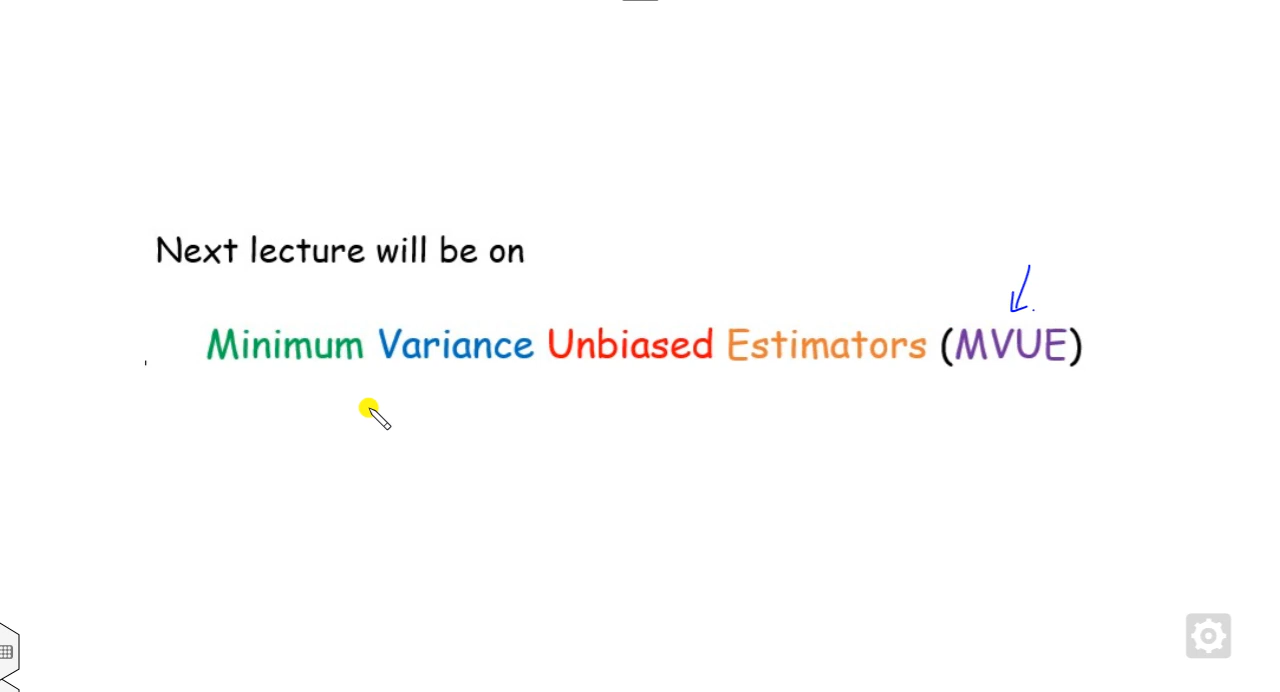 Next lecture will be on
Minimum Variance Unbiased Estimators (MVUE)